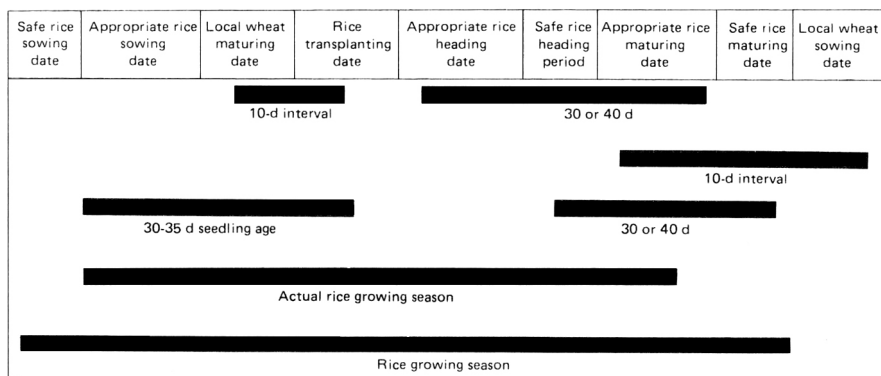 Safe rice sowing date
Appropriate rice sowing date
Local wheat maturing date
Rice transplanting date
Appropriate rice heading date
Safe rice heading period
Appropriate rice maturing date
Safe rice maturing date
Local wheat sowing date
10-d interval
30 or 40 d
10-d interval
30-35 d seedling age
30 or 40 d
Actual rice growing season
Rice growing season